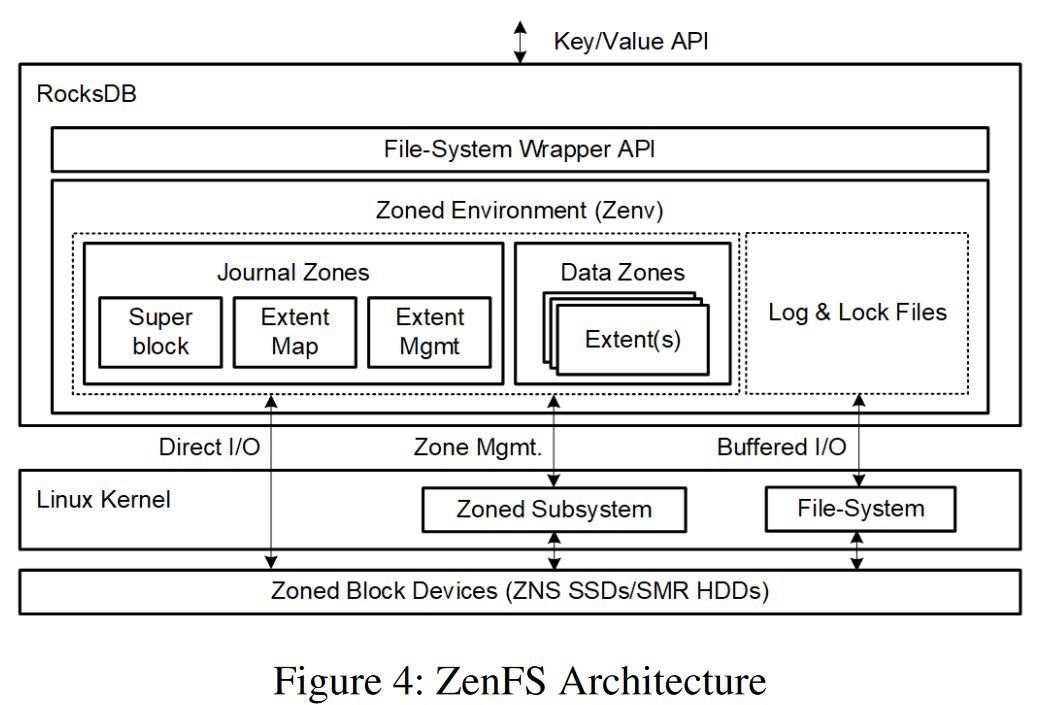 Key/Value API
RocksDB
File-System Wrapper API
Zoned Environment (Zenv)
Journal Zones
Super
block
Extent
Map
Extent
Mgmt
Data Zones
Extent(s)
Log & Lock Files
Direct I/O
Zone Mgmt.
Buffered I/O
Linux Kernel
Zoned Subsystem
File-System
Zoned Block Devices (ZNS SSDs/SMR HDDs)
Figure 4: ZenFS Architecture